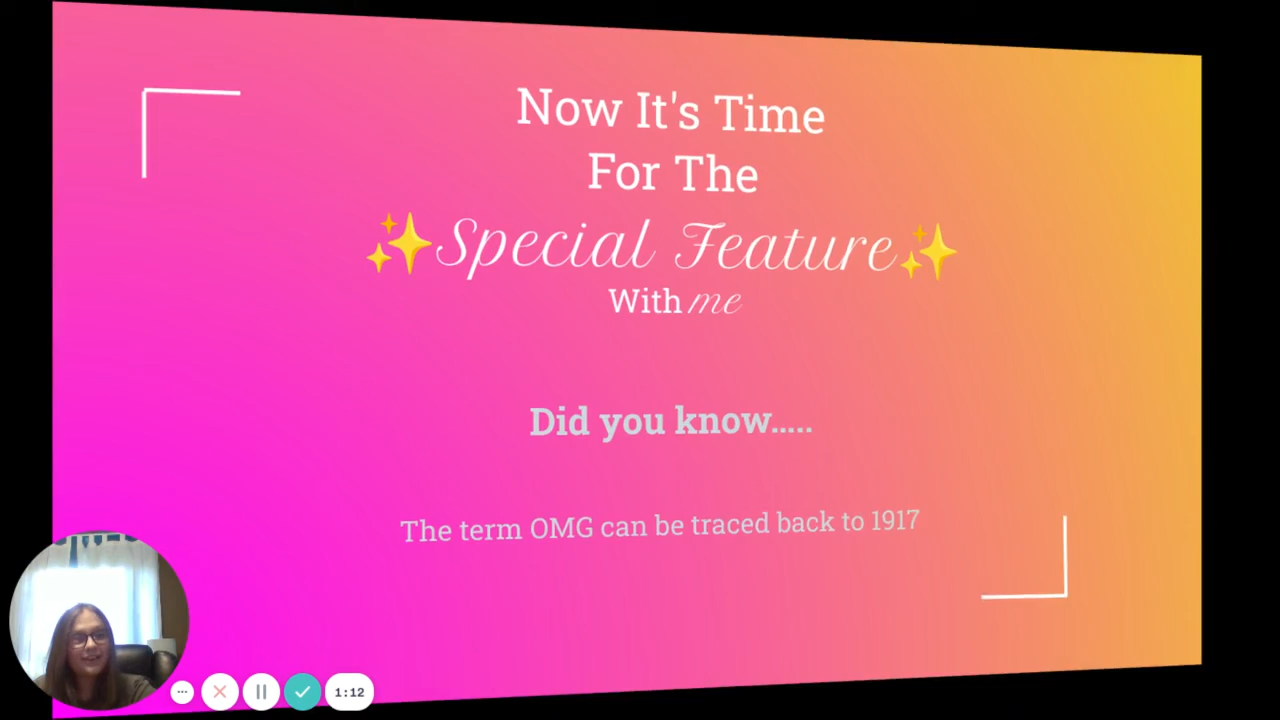 Now It's Time
For The
✨Special Feature✨
With me
Did you know.....
The term OMG can be traced back to 1917
1:12